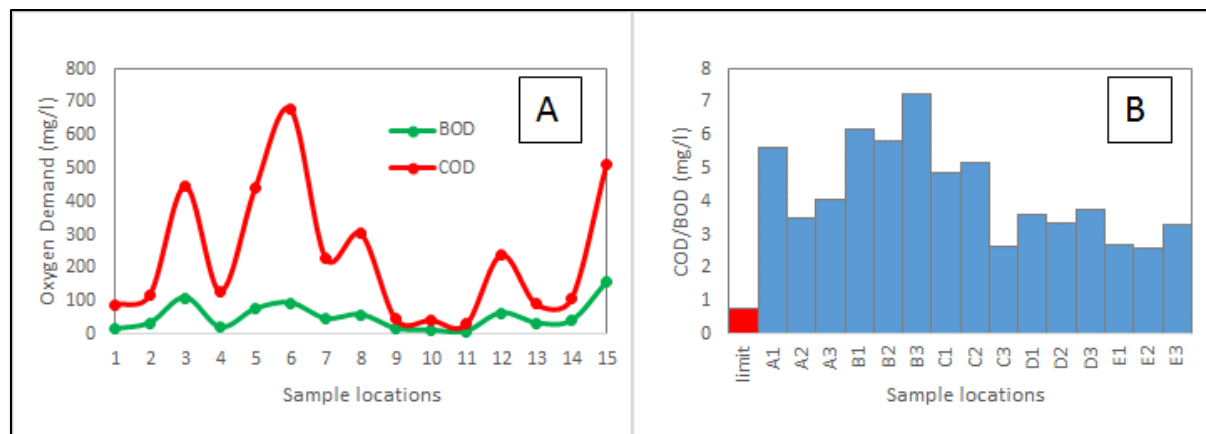 A
Oxygen Demand (mg/l)
800
700
600
500
400
300
200
100
0
BOD
COD
1 2 3 4 5 6 7 8 9 10 11 12 13 14 15
Sample locations
B
COD/BOD (mg/l)
8
7
6
5
4
3
2
1
0
limit A1 A2 A3 B1 B2 B3 C1 C2 C3 D1 D2 D3 E1 E2 E3
Sample locations